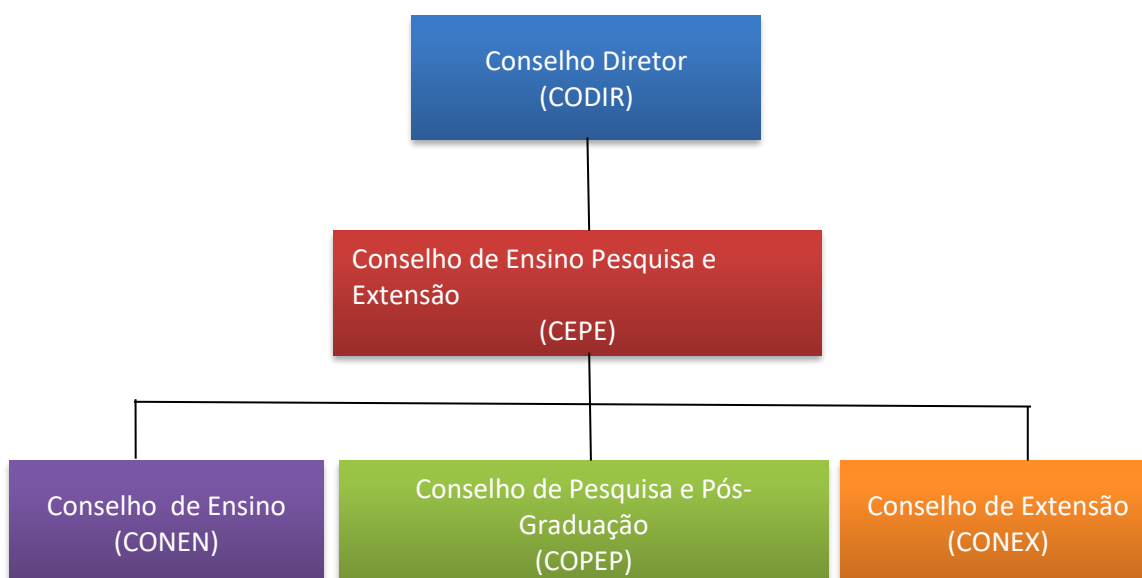 Conselho Diretor
(CODIR)
Conselho de Ensino Pesquisa e
Extensão
(CEPE)
Conselho de Ensino
(CONEN)
Conselho de Pesquisa e Pós-
Graduação
(COPEP)
Conselho de Extensão
(CONEX)